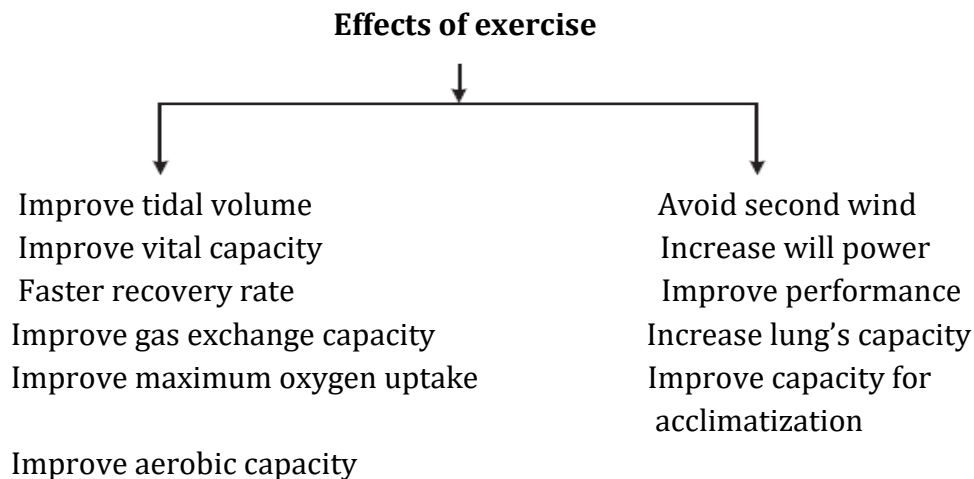 Effects of exercise
Improve tidal volume
Improve vital capacity
Faster recovery rate
Improve gas exchange capacity
Improve maximum oxygen uptake
Improve aerobic capacity
Avoid second wind
Increase will power
Improve performance
Increase lung’s capacity
Improve capacity for
acclimatization